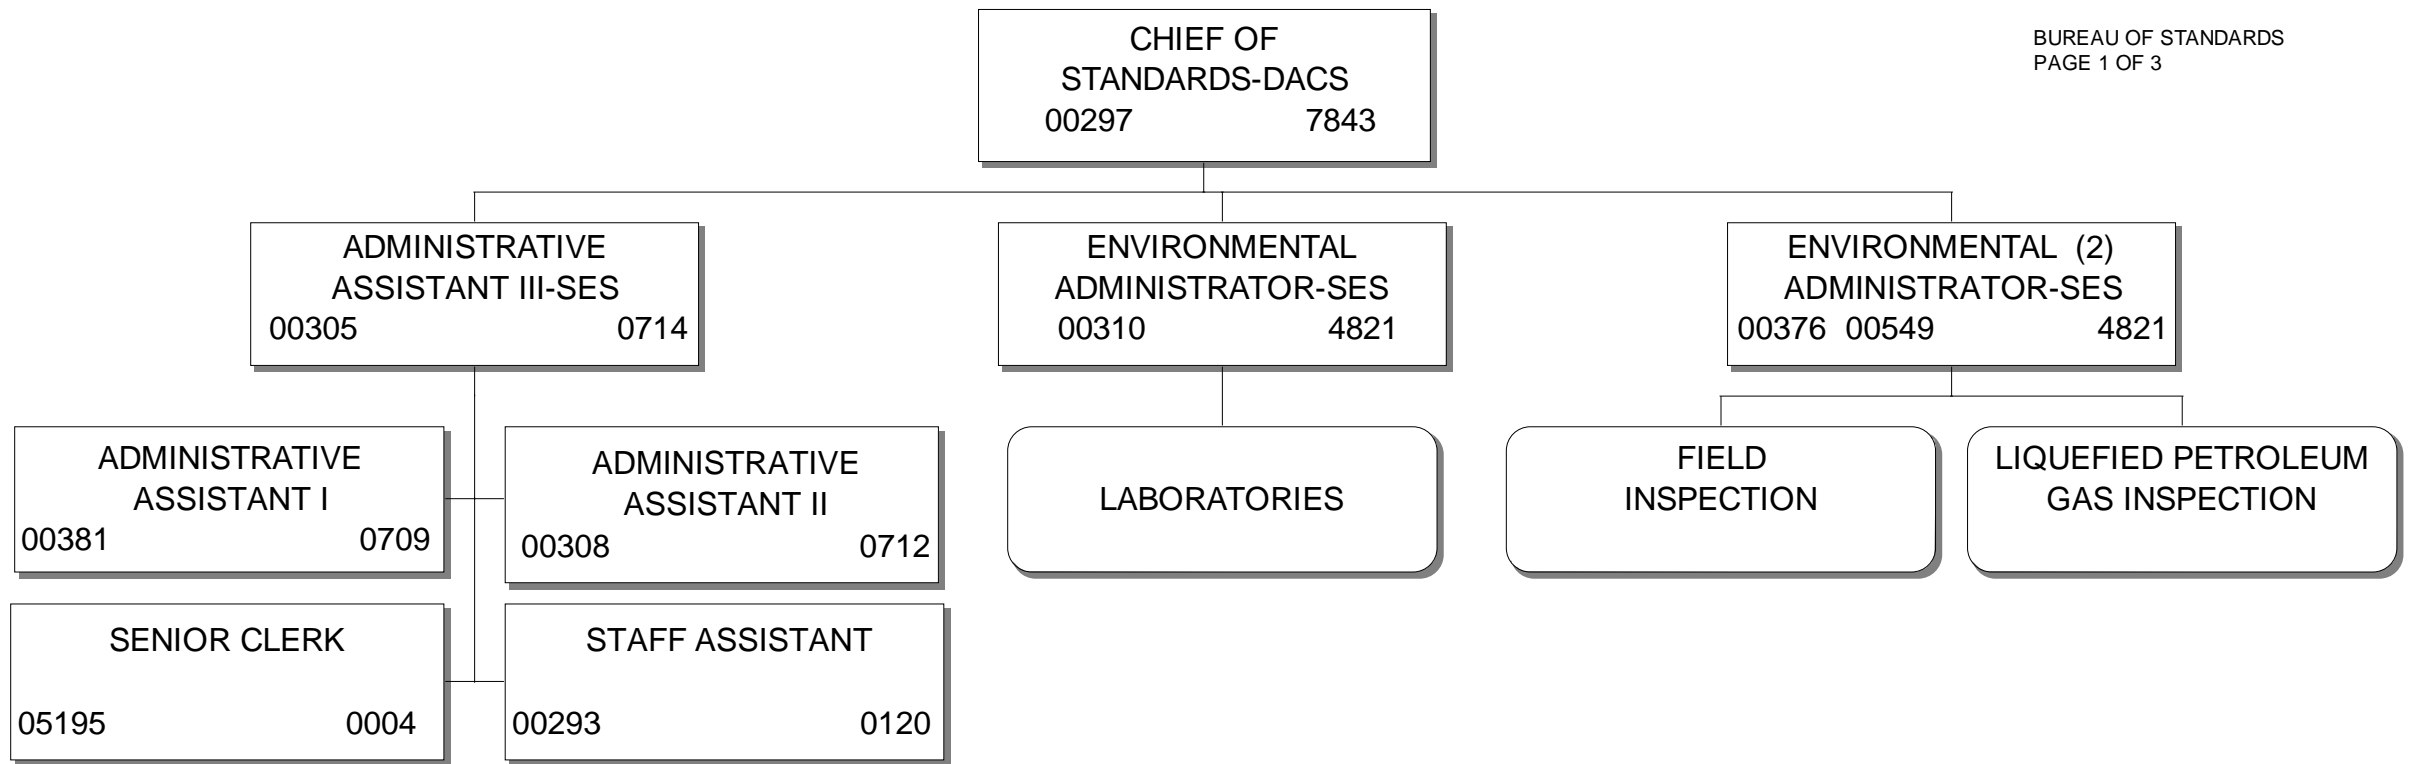 CHIEF OF
STANDARDS-DACS
00297 7843
BUREAU OF STANDARDS
PAGE 1 OF 3
ADMINISTRATIVE
ASSISTANT III-SES
00305 0714
ENVIRONMENTAL
ADMINISTRATOR-SES
00310 4821
ENVIRONMENTAL (2)
ADMINISTRATOR-SES
00376 00549 4821
ADMINISTRATIVE
ASSISTANT I
00381 0709
ADMINISTRATIVE
ASSISTANT II
00308 0712
LABORATORIES
FIELD
INSPECTION
LIQUEFIED PETROLEUM
GAS INSPECTION
SENIOR CLERK
05195 0004
STAFF ASSISTANT
00293 0120